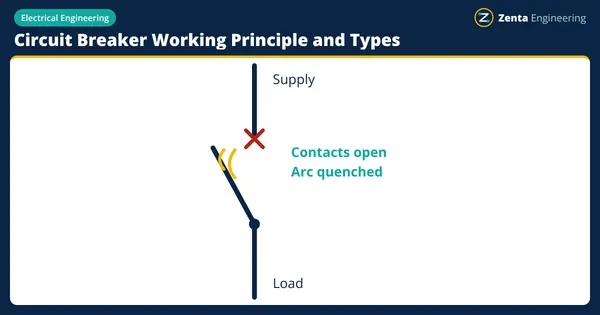 Electrical Engineering
Zenta Engineering
Circuit Breaker Working Principle and Types
Supply
Contacts open
Arc quenched
Load